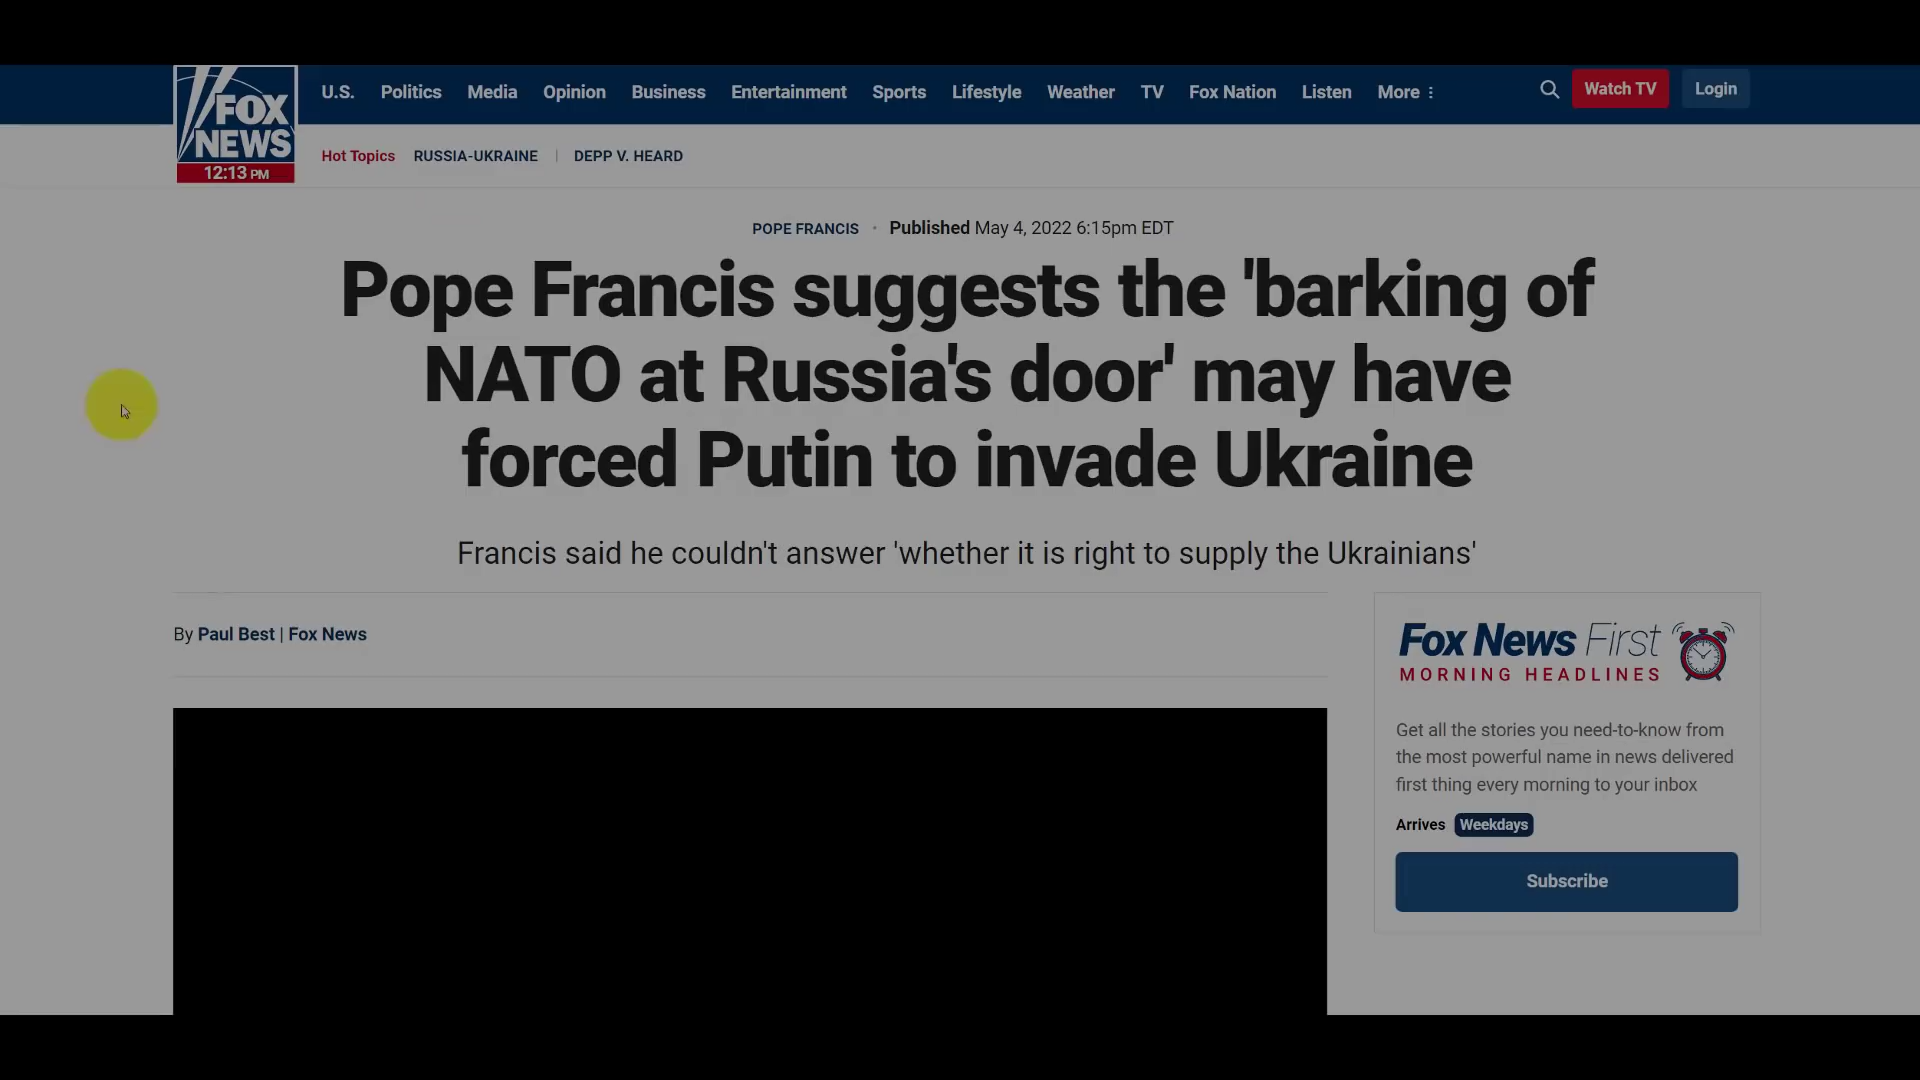 U.S. Politics Media Opinion Business Entertainment Sports Lifestyle Weather TV Fox Nation Listen More Watch TV Login
FOX
NEWS
12:13 PM
Hot Topics RUSSIA-UKRAINE | DEPP V. HEARD
POPE FRANCIS · Published May 4, 2022 6:15pm EDT
Pope Francis suggests the 'barking of
NATO at Russia's door' may have
forced Putin to invade Ukraine
Francis said he couldn't answer 'whether it is right to supply the Ukrainians'
By Paul Best | Fox News
Fox News First
MORNING HEADLINES
Get all the stories you need-to-know from
the most powerful name in news delivered
first thing every morning to your inbox
Arrives Weekdays
Subscribe